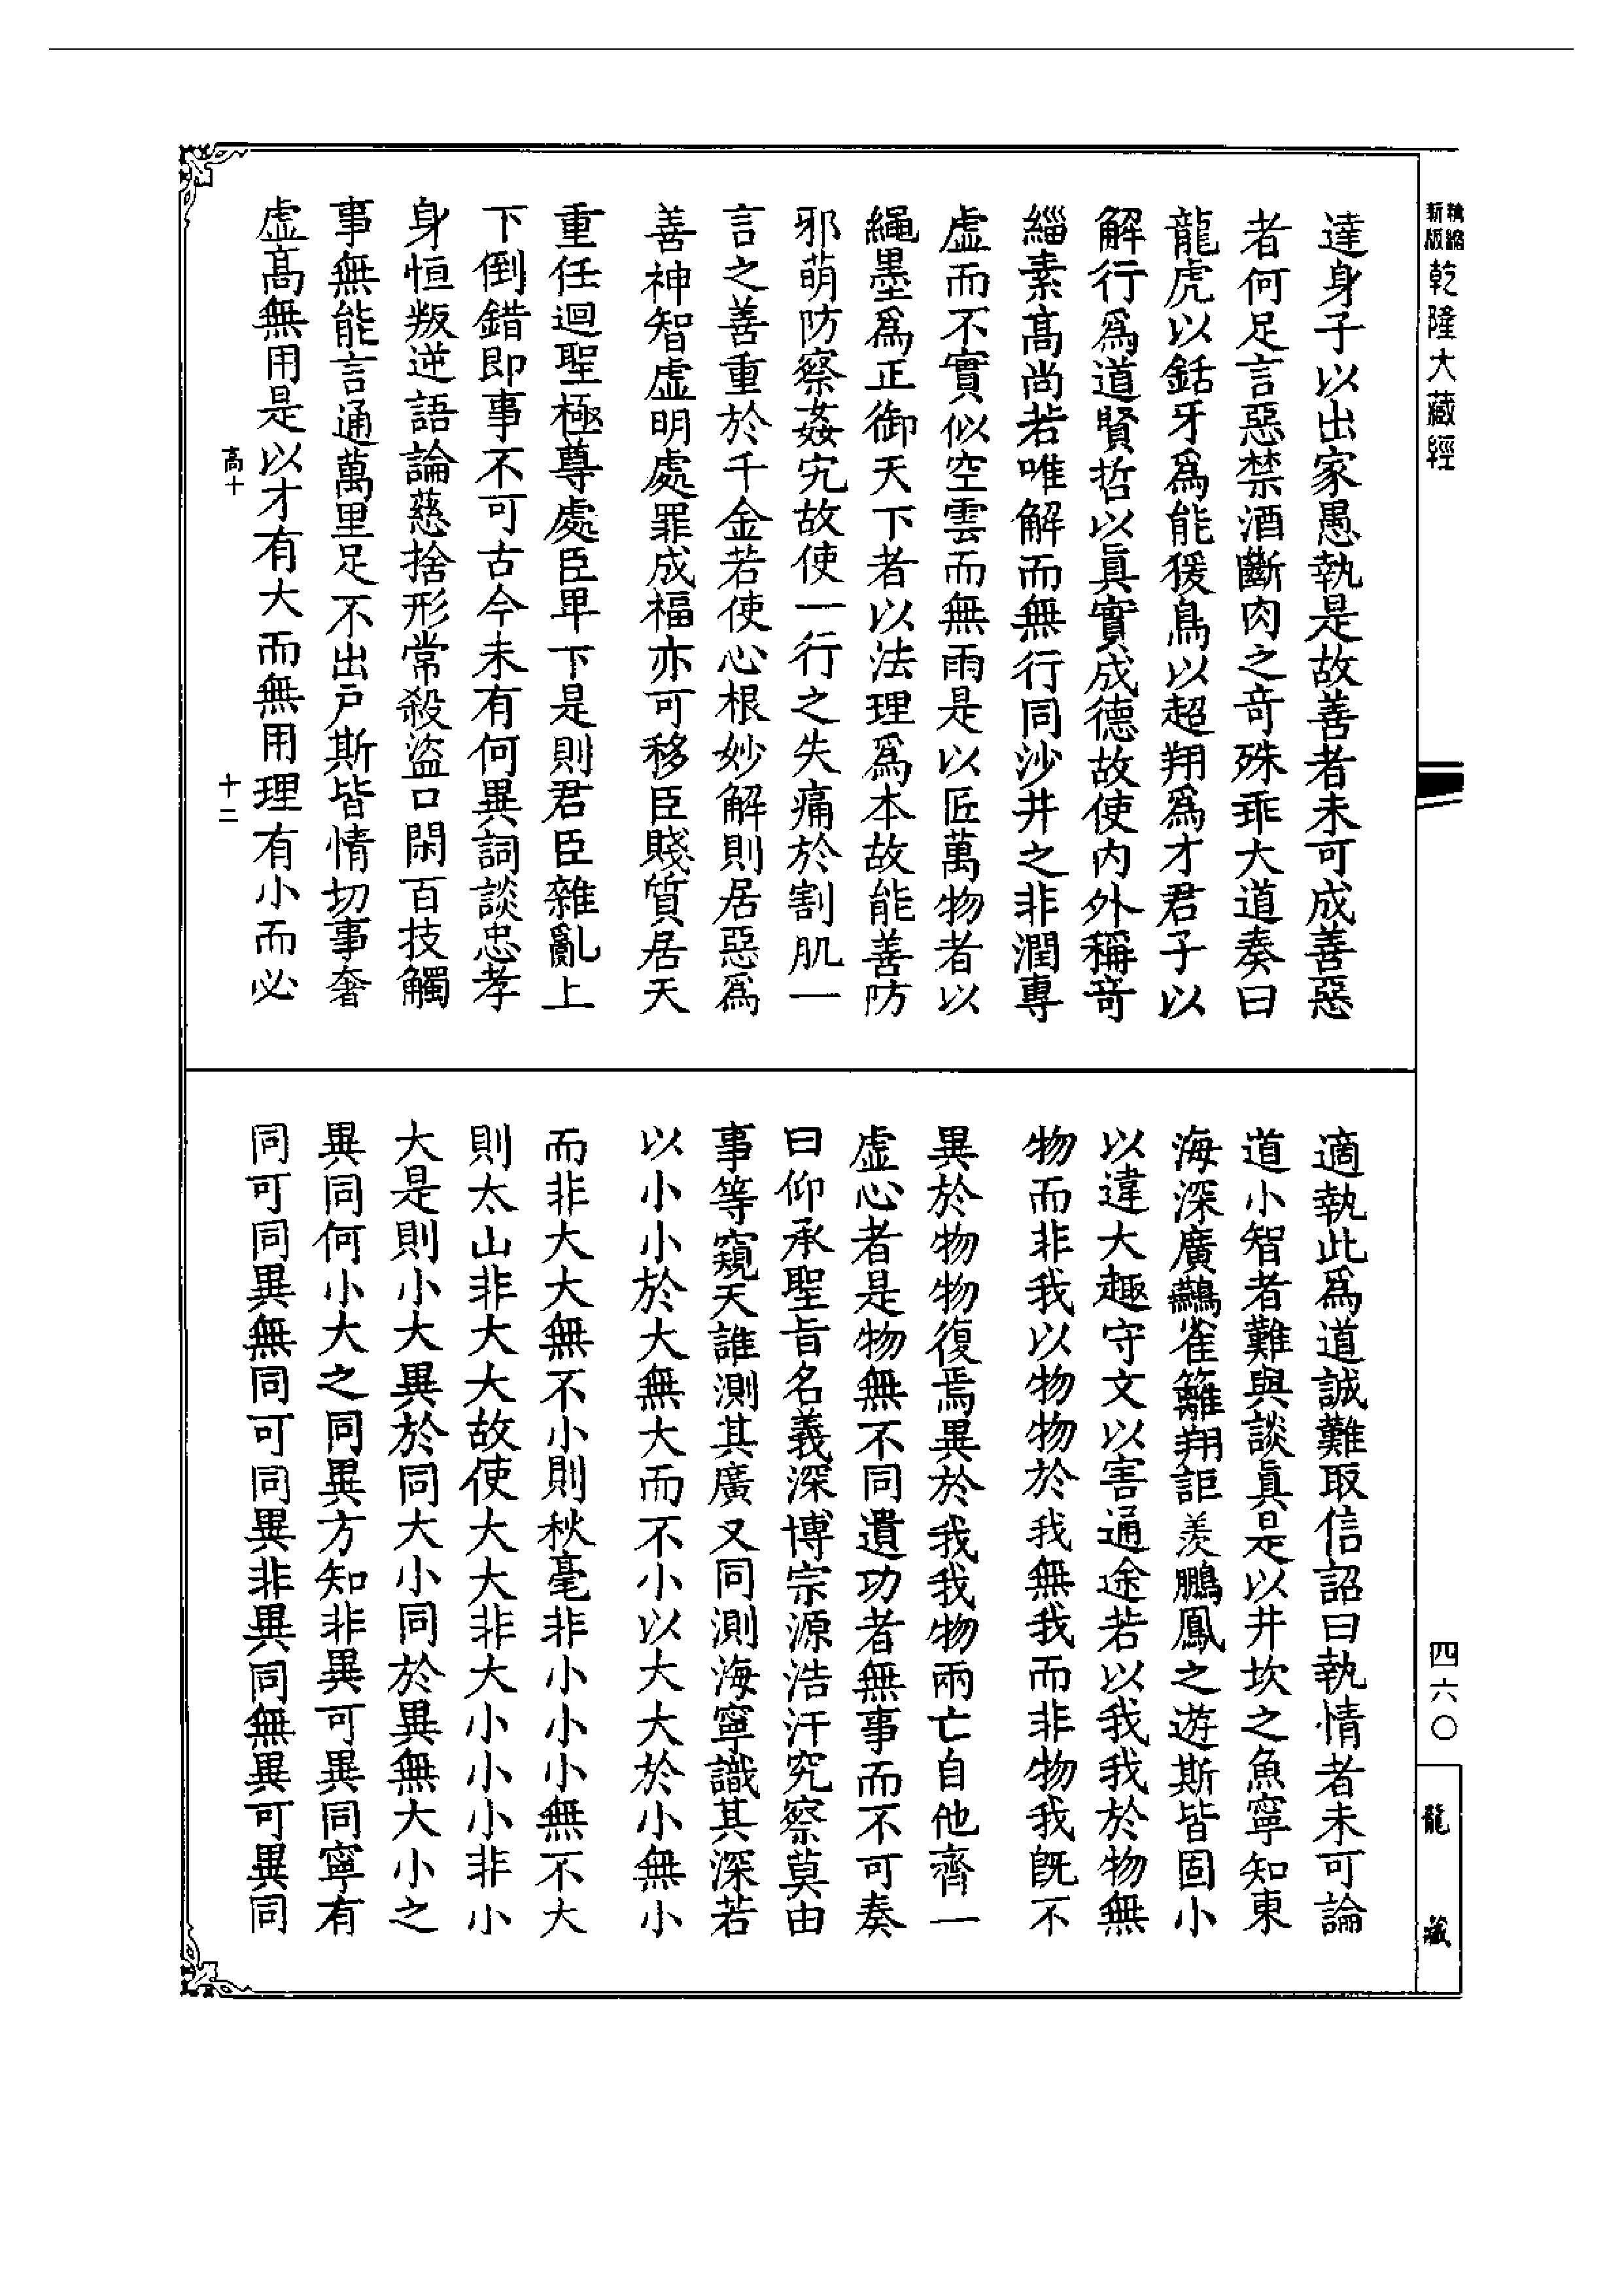 精縮
新版
乾隆大藏經
達身子以出家愚執是故善者未可成善惡
者何足言惡禁酒斷肉之竒殊乖大道奏曰
龍虎以銛牙爲能猨鳥以超翔爲才君子以
解行爲道賢哲以眞實成德故使内外稱竒
緇素髙尚若唯解而無行同沙井之非潤專
虛而不實似空雲而無雨是以匠萬物者以
繩墨爲正御天下者以法理爲本故能善防
邪萌防察姦宄故使一行之失痛於割肌一
言之善重於千金若使心根妙解則居惡爲
善神智虛明處罪成福亦可移臣賤質居天
重任迴聖極尊處臣早下是則君臣雜亂上
下倒錯即事不可古今未有何異詞談忠孝
身恒叛逆語論慈捨形常殺盜口閑百技觸
事無能言通萬里足不出戶斯皆情切事奢
虛髙無用是以才有大而無用理有小而必
高十
十二
適執此爲道誠難取信詔曰執情者未可論
道小智者難與談眞是以井坎之魚寧知東
海深廣鷃雀籬翔詎羨鵬鳳之遊斯皆固小
以違大趣守文以害通途若以我我於物無
物而非我以物物於我無我而非物我旣不
異於物物復焉異於我我物兩亡自他齊一
虛心者是物無不同遺功者無事而不可奏
曰仰承聖旨名義深博宗源浩汗究察莫由
事等窺天誰測其廣又同測海寧識其深若
以小小於大無大而不小以大大於小無小
而非大大無不小則秋毫非小小小無不大
則太山非大大故使大大非大小小小非小
大是則小大異於同大小同於異無大小之
異同何小大之同異方知非異可異同寧有
同可同異無同可同異非異同無異可異同
四六〇
龍藏